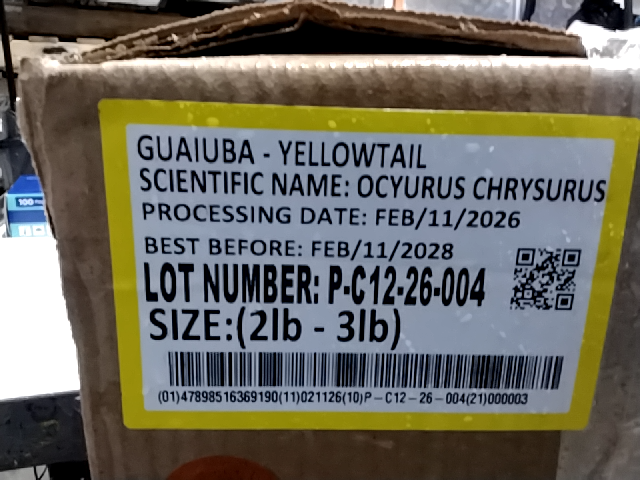 GUAIUBA - YELLOWTAIL
SCIENTIFIC NAME: OCYURUS CHRYSURUS
PROCESSING DATE: FEB/11/2026
BEST BEFORE: FEB/11/2028
LOT NUMBER: P-C12-26-004
SIZE:(2lb - 3lb)
(01)47898516369190(11)021126(10)P-C12-26-004(21)000003
100